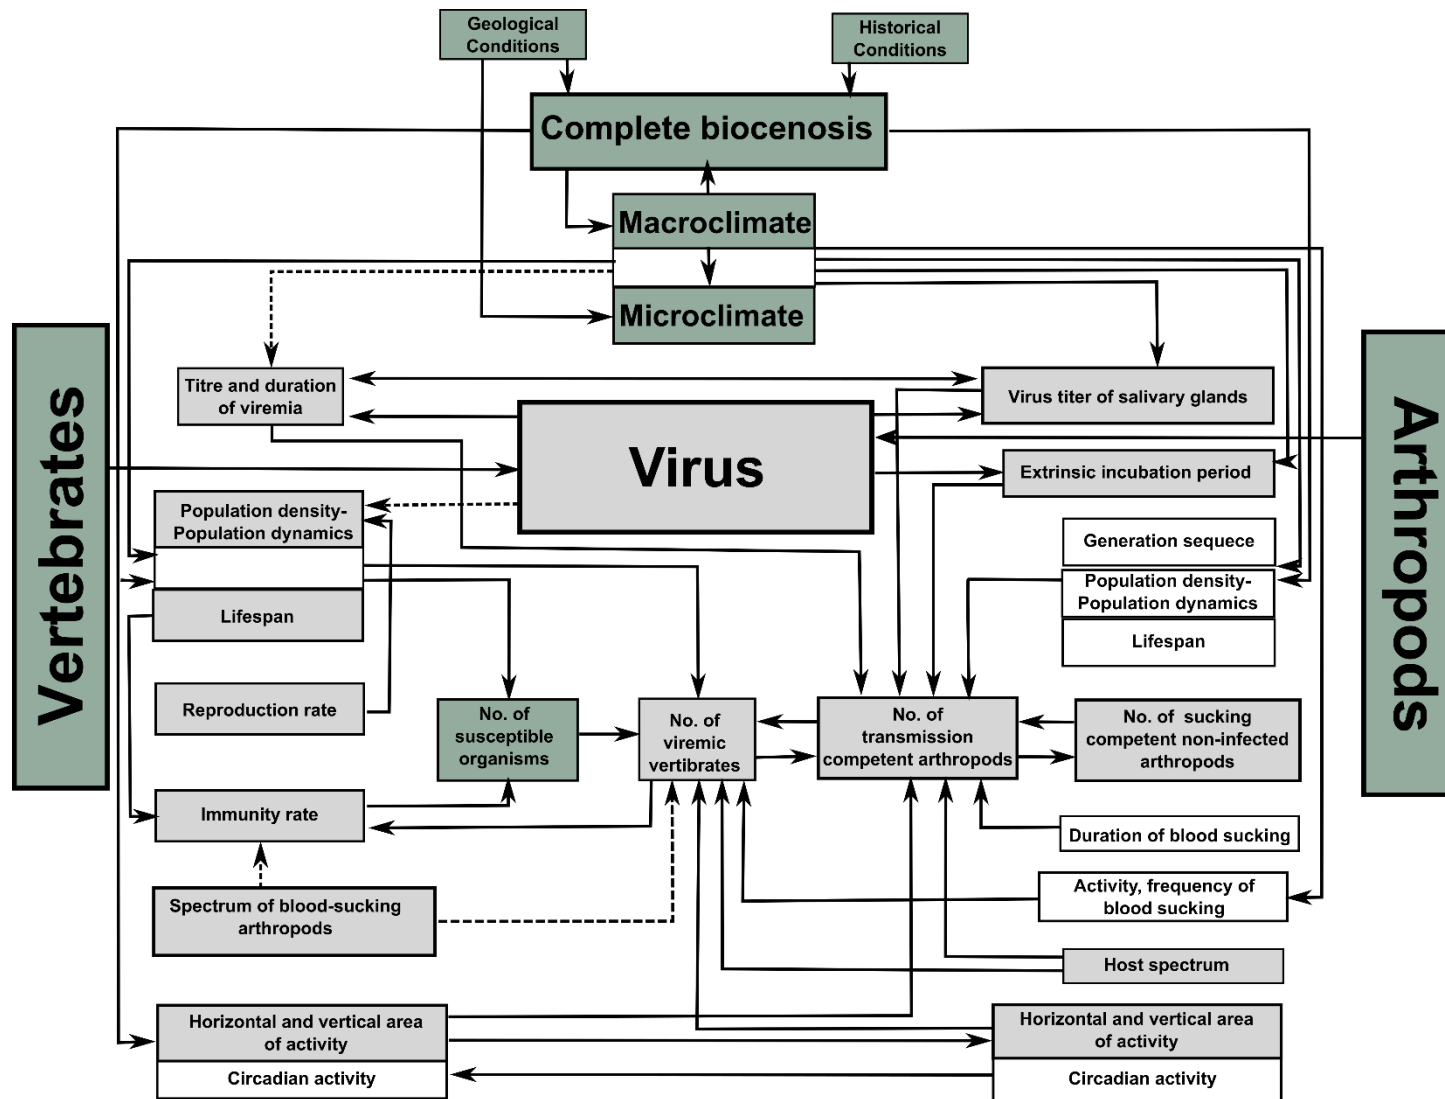 Geological
Conditions
Historical
Conditions
Complete biocenosis
Macroclimate
Microclimate
Vertebrates
Arthropods
Titre and duration
of viremia
Virus titer of salivary glands
Virus
Extrinsic incubation period
Population density-
Population dynamics
Lifespan
Generation sequece
Population density-
Population dynamics
Lifespan
Reproduction rate
No. of
susceptible
organisms
No. of
viremic
vertibrates
No. of
transmission
competent arthropods
No. of sucking
competent non-infected
arthropods
Immunity rate
Duration of blood sucking
Spectrum of blood-sucking
arthropods
Activity, frequency of
blood sucking
Host spectrum
Horizontal and vertical area
of activity
Circadian activity
Horizontal and vertical area
of activity
Circadian activity